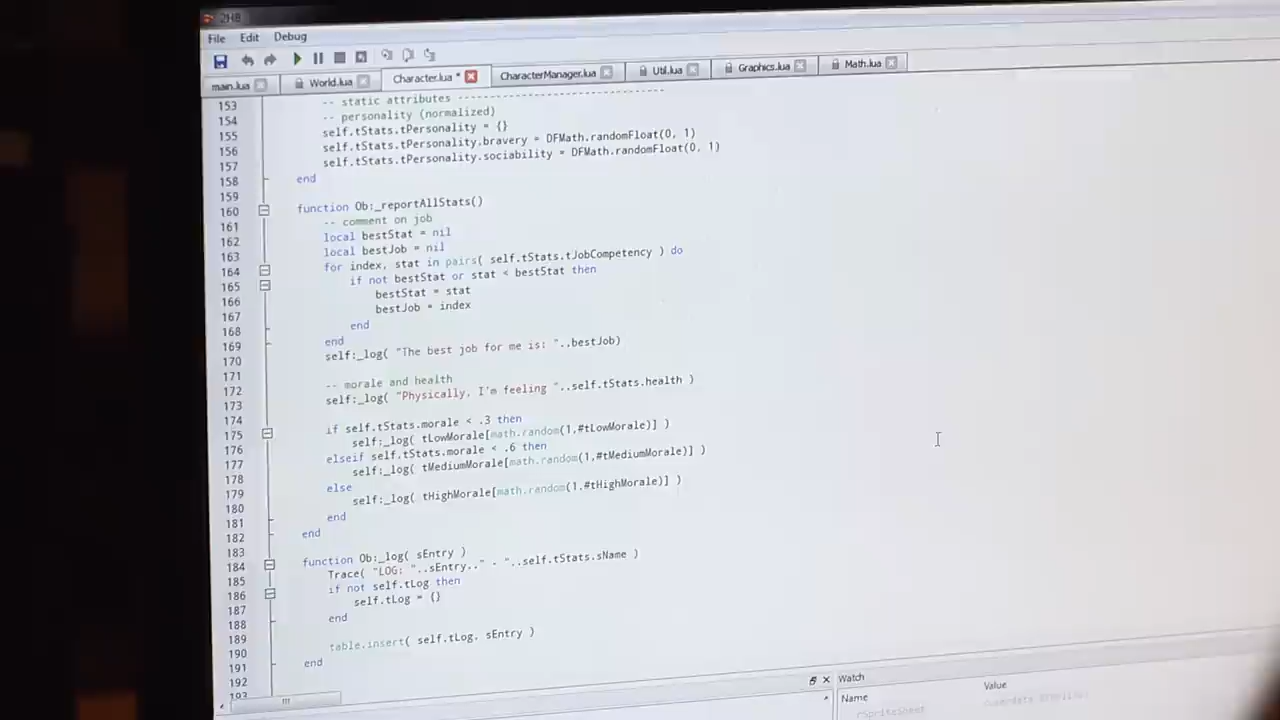 2HB
File Edit Debug
main.lua World.lua Character.lua * CharacterManager.lua Util.lua Graphics.lua Math.lua
153 -- static attributes ---------------------------------
154 -- personality (normalized)
155 self.tStats.tPersonality = {}
156 self.tStats.tPersonality.bravery = DFMath.randomFloat(0, 1)
157 self.tStats.tPersonality.sociability = DFMath.randomFloat(0, 1)
158 end
159
160 function Ob:_reportAllStats()
161 -- comment on job
162 local bestStat = nil
163 local bestJob = nil
164 for index, stat in pairs( self.tStats.tJobCompetency ) do
165 if not bestStat or stat < bestStat then
166 bestStat = stat
167 bestJob = index
168 end
169 end
170 self:_log( "The best job for me is: "..bestJob)
171
172 -- morale and health
173 self:_log( "Physically, I'm feeling "..self.tStats.health )
174
175 if self.tStats.morale < .3 then
176 self:_log( tLowMorale[math.random(1,#tLowMorale)] )
177 elseif self.tStats.morale < .6 then
178 self:_log( tMediumMorale[math.random(1,#tMediumMorale)] )
179 else
180 self:_log( tHighMorale[math.random(1,#tHighMorale)] )
181 end
182 end
183
184 function Ob:_log( sEntry )
185 Trace( "LOG: "..sEntry.." - "..self.tStats.sName )
186 if not self.tLog then
187 self.tLog = {}
188 end
189
190 table.insert( self.tLog, sEntry )
191 end
192
193
Watch
Name Value
rSpriteSheet